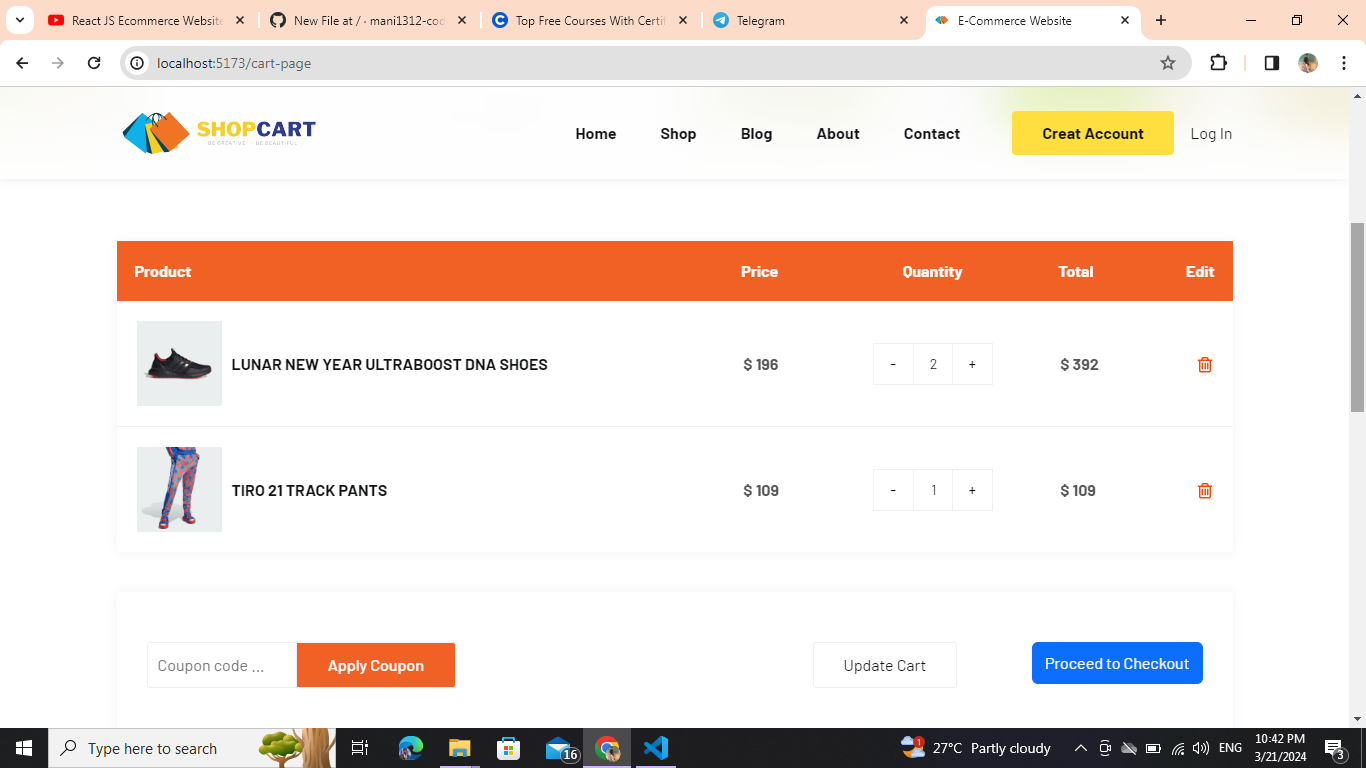 React JS Ecommerce Website
New File at / · mani1312-cod
Top Free Courses With Certif
Telegram
E-Commerce Website
localhost:5173/cart-page
SHOPCART
BE CREATIVE BE BEAUTIFUL
Home Shop Blog About Contact Creat Account Log In
Product Price Quantity Total Edit
LUNAR NEW YEAR ULTRABOOST DNA SHOES $ 196 - 2 + $ 392
TIRO 21 TRACK PANTS $ 109 - 1 + $ 109
Coupon code ... Apply Coupon Update Cart Proceed to Checkout
Type here to search 16 1 27°C Partly cloudy ENG 10:42 PM
3/21/2024 3